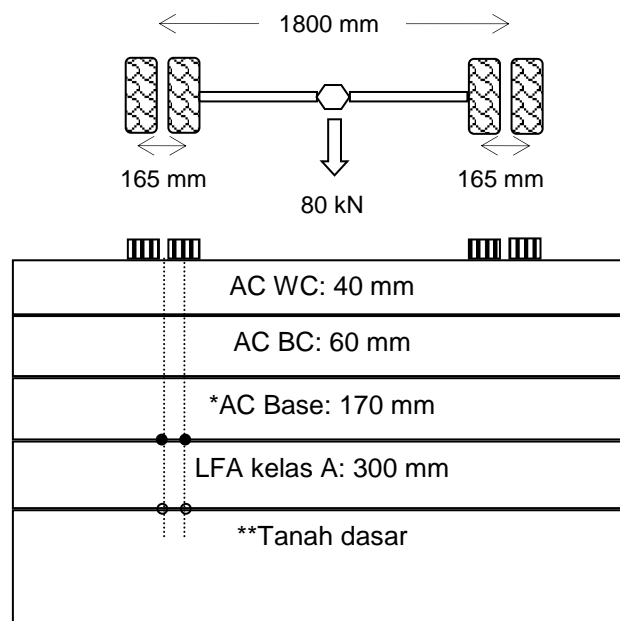 1800 mm
165 mm
165 mm
80 kN
AC WC: 40 mm
AC BC: 60 mm
*AC Base: 170 mm
LFA kelas A: 300 mm
**Tanah dasar